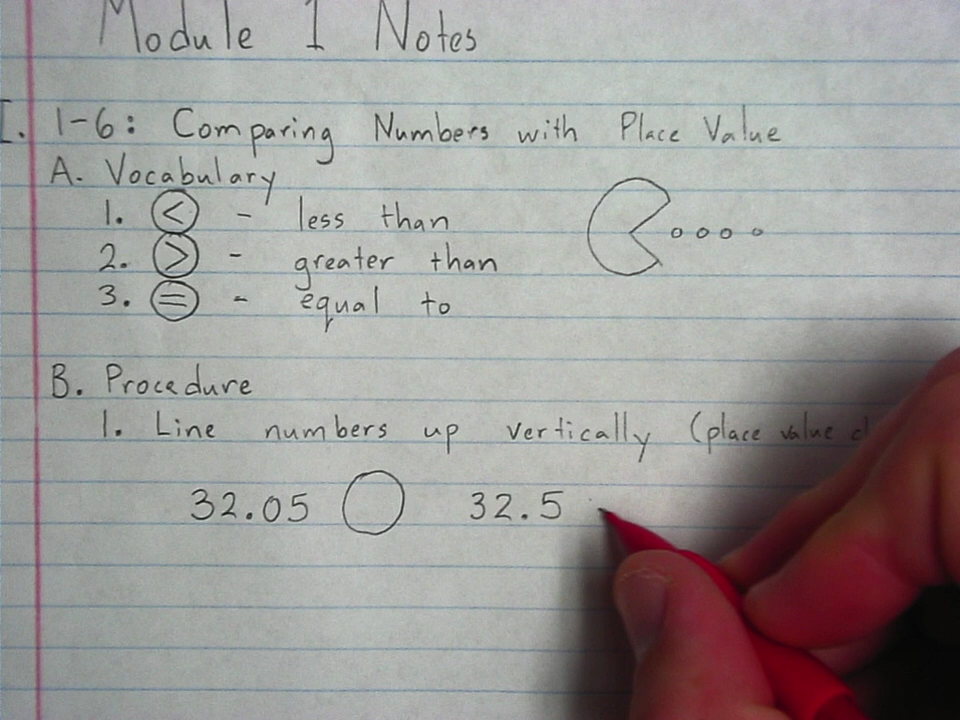 Module 1 Notes
I. 1-6: Comparing Numbers with Place Value
A. Vocabulary
1. < - less than
2. > - greater than
3. = - equal to
B. Procedure
1. Line numbers up vertically (place value
32.05 32.5